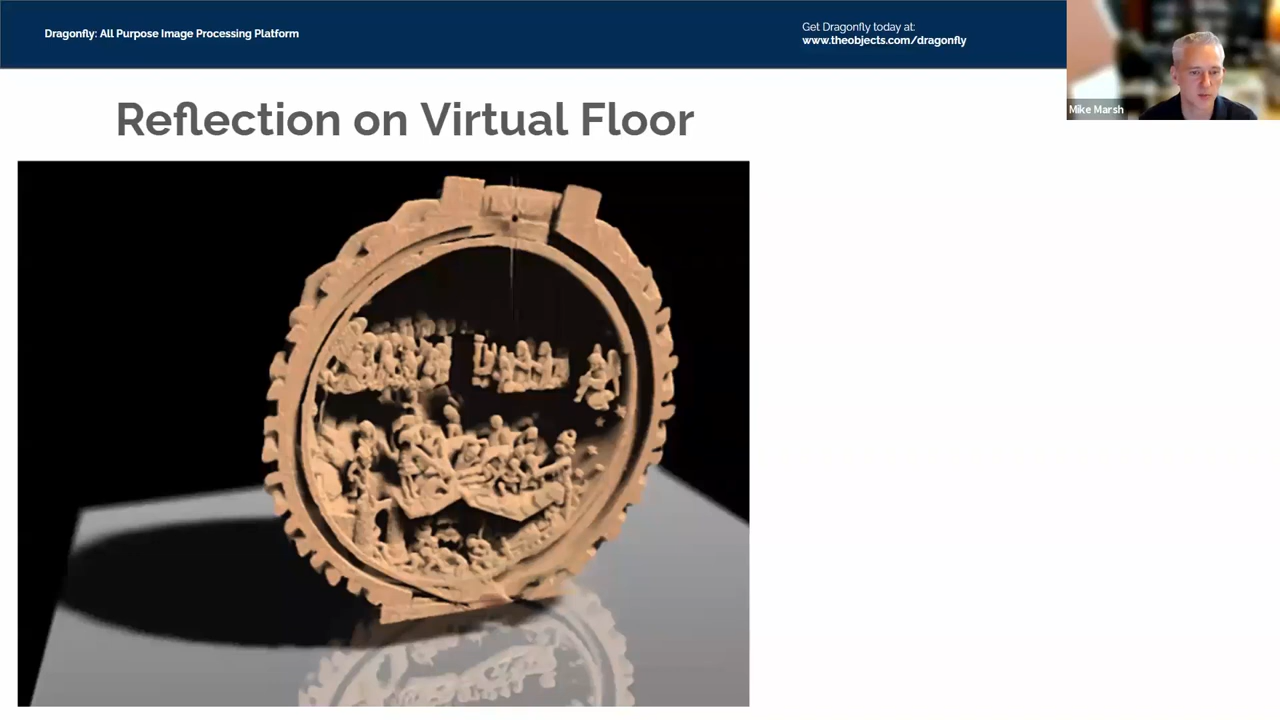 Dragonfly: All Purpose Image Processing Platform
Get Dragonfly today at:
www.theobjects.com/dragonfly
Mike Marsh
Reflection on Virtual Floor